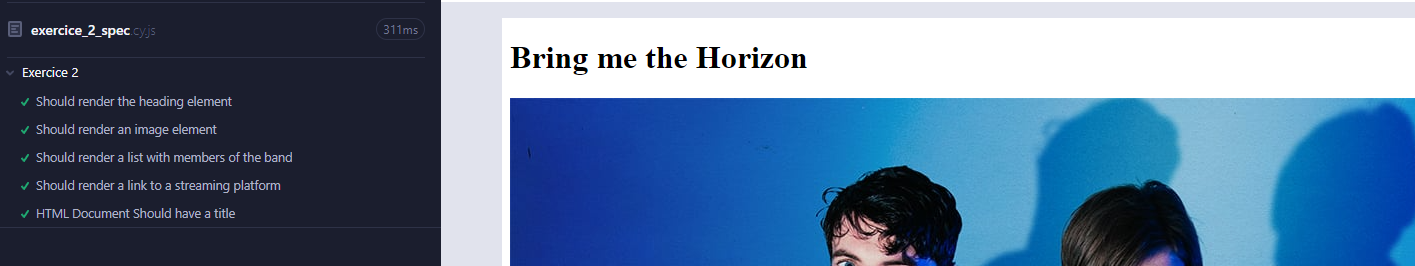 exercice_2_spec.cy.js 311ms
Exercice 2
Should render the heading element
Should render an image element
Should render a list with members of the band
Should render a link to a streaming platform
HTML Document Should have a title
Bring me the Horizon